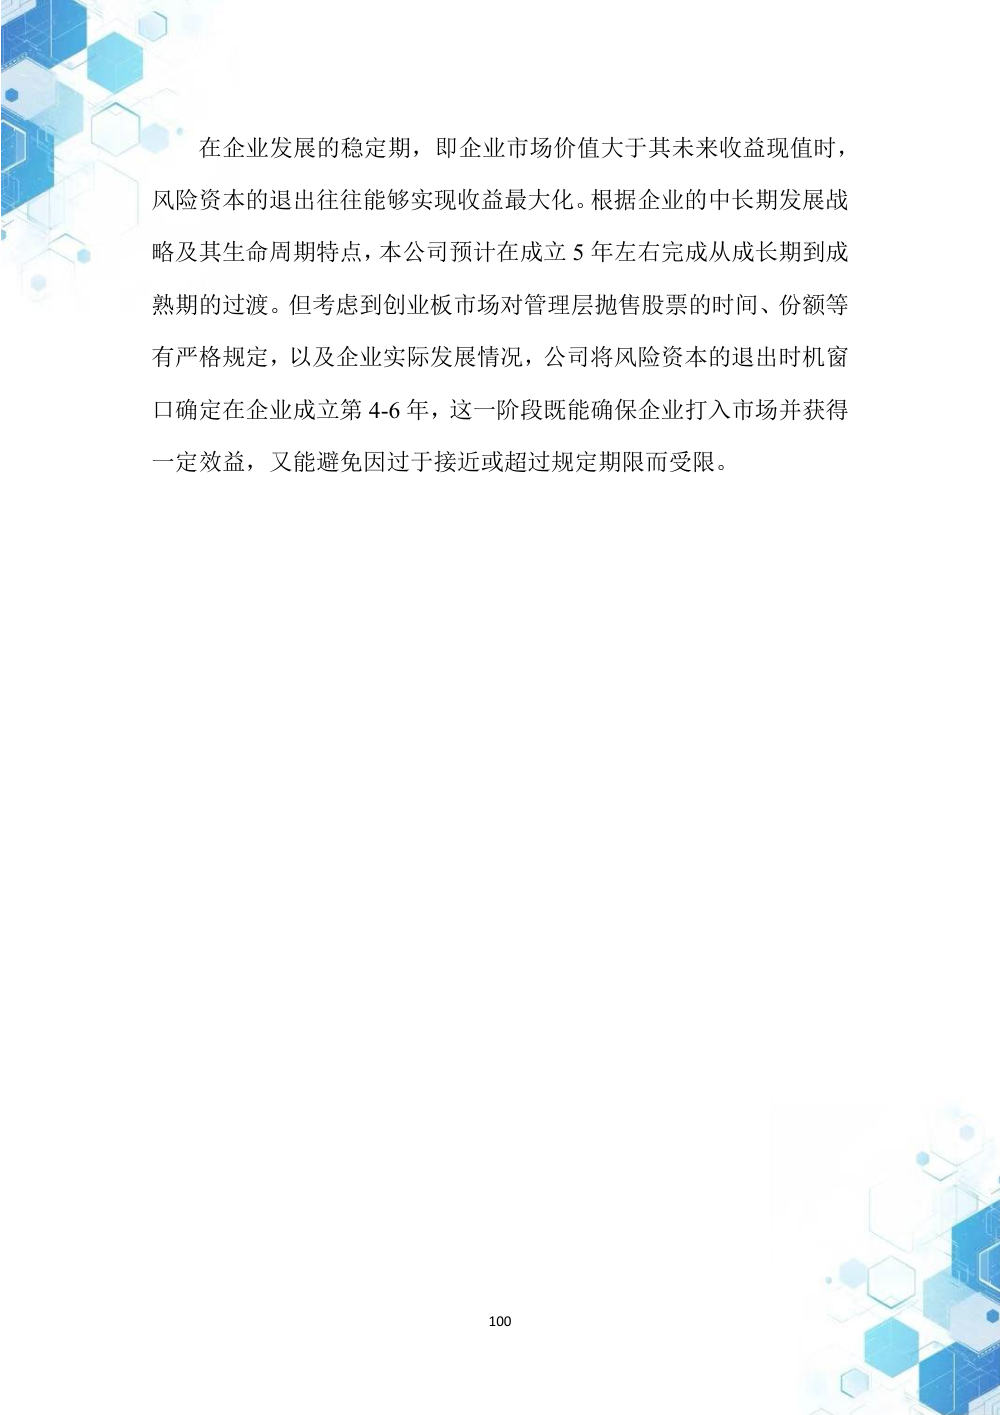 在企业发展的稳定期，即企业市场价值大于其未来收益现值时，
风险资本的退出往往能够实现收益最大化。根据企业的中长期发展战
略及其生命周期特点，本公司预计在成立 5 年左右完成从成长期到成
熟期的过渡。但考虑到创业板市场对管理层抛售股票的时间、份额等
有严格规定，以及企业实际发展情况，公司将风险资本的退出时机窗
口确定在企业成立第 4-6 年，这一阶段既能确保企业打入市场并获得
一定效益，又能避免因过于接近或超过规定期限而受限。
100